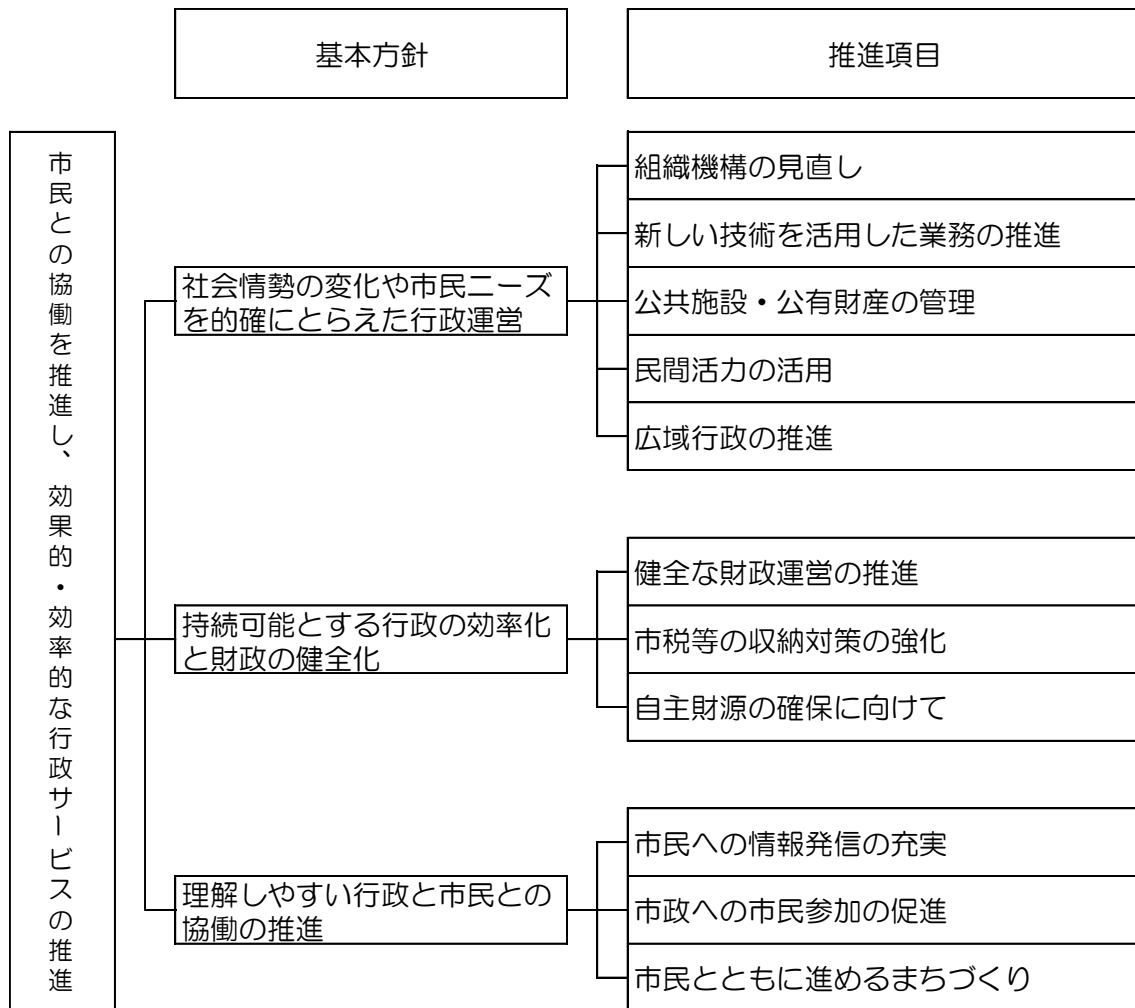 基本方針
推進項目
市民との協働を推進し、効果的・効率的な行政サービスの推進
社会情勢の変化や市民ニーズ
を的確にとらえた行政運営
組織機構の見直し
新しい技術を活用した業務の推進
公共施設・公有財産の管理
民間活力の活用
広域行政の推進
持続可能とする行政の効率化
と財政の健全化
健全な財政運営の推進
市税等の収納対策の強化
自主財源の確保に向けて
理解しやすい行政と市民との
協働の推進
市民への情報発信の充実
市政への市民参加の促進
市民とともに進めるまちづくり